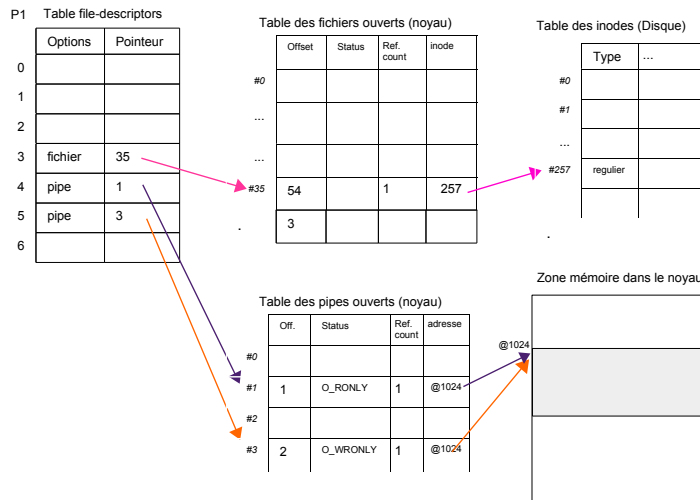 P1 Table file-descriptors
Options Pointeur
0
1
2
3 fichier 35
4 pipe 1
5 pipe 3
6
Table des fichiers ouverts (noyau)
Offset Status Ref. count inode
#0
...
...
#35 54 1 257
. 3
Table des inodes (Disque)
Type ...
#0
#1
...
#257 regulier
.
Table des pipes ouverts (noyau)
Off. Status Ref. count adresse
#0
#1 1 O_RONLY 1 @1024
#2
#3 2 O_WRONLY 1 @1024
Zone mémoire dans le noyau
@1024